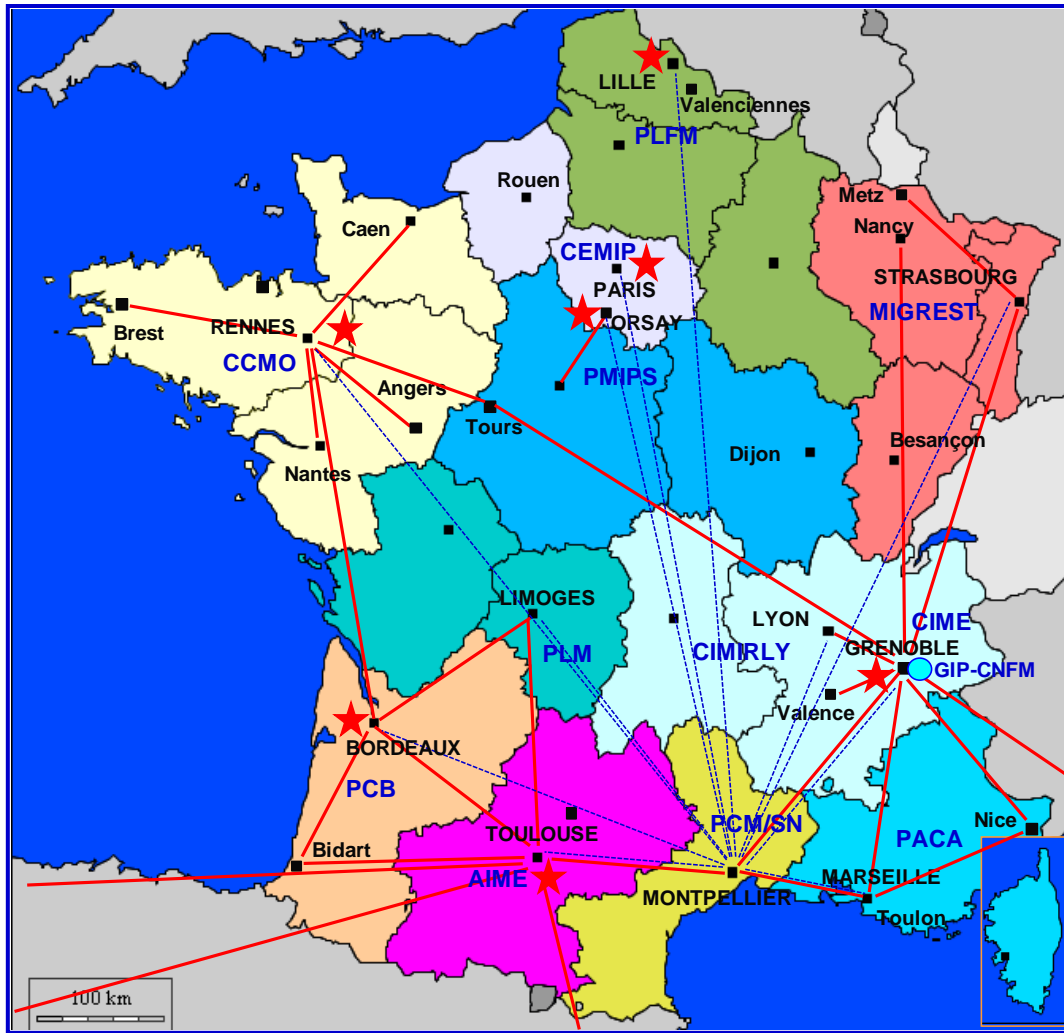 LILLE
Valenciennes
PLFM
Rouen
Metz
Caen
Nancy
CEMIP
STRASBOURG
PARIS
MIGREST
Brest
RENNES
ORSAY
CCMO
PMIPS
Angers
Tours
Besançon
Nantes
Dijon
LIMOGES
LYON
CIME
PLM
CIMIRLY
GRENOBLE
GIP-CNFM
Valence
BORDEAUX
PCB
PCM/SN
Nice
TOULOUSE
PACA
Bidart
AIME
MARSEILLE
MONTPELLIER
Toulon
100 km